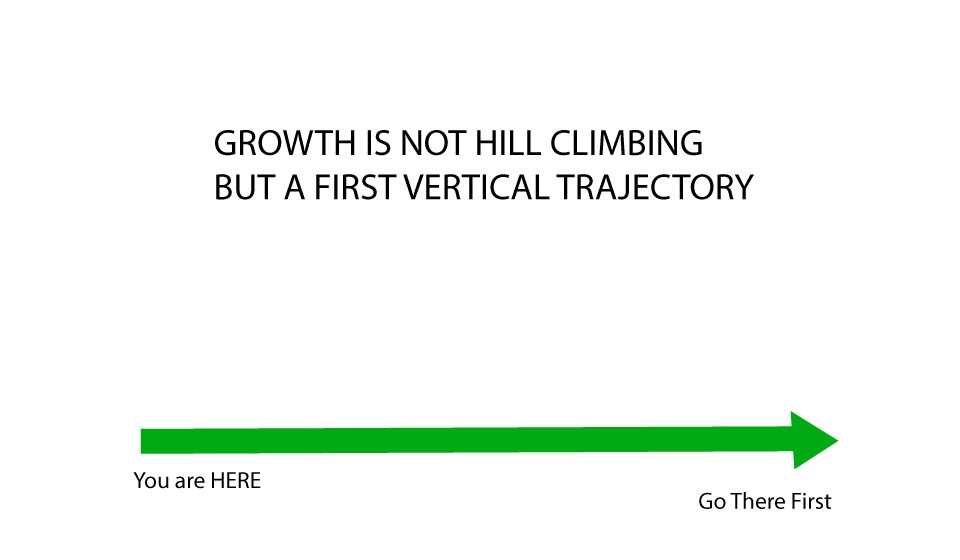 GROWTH IS NOT HILL CLIMBING
BUT A FIRST VERTICAL TRAJECTORY
You are HERE
Go There First